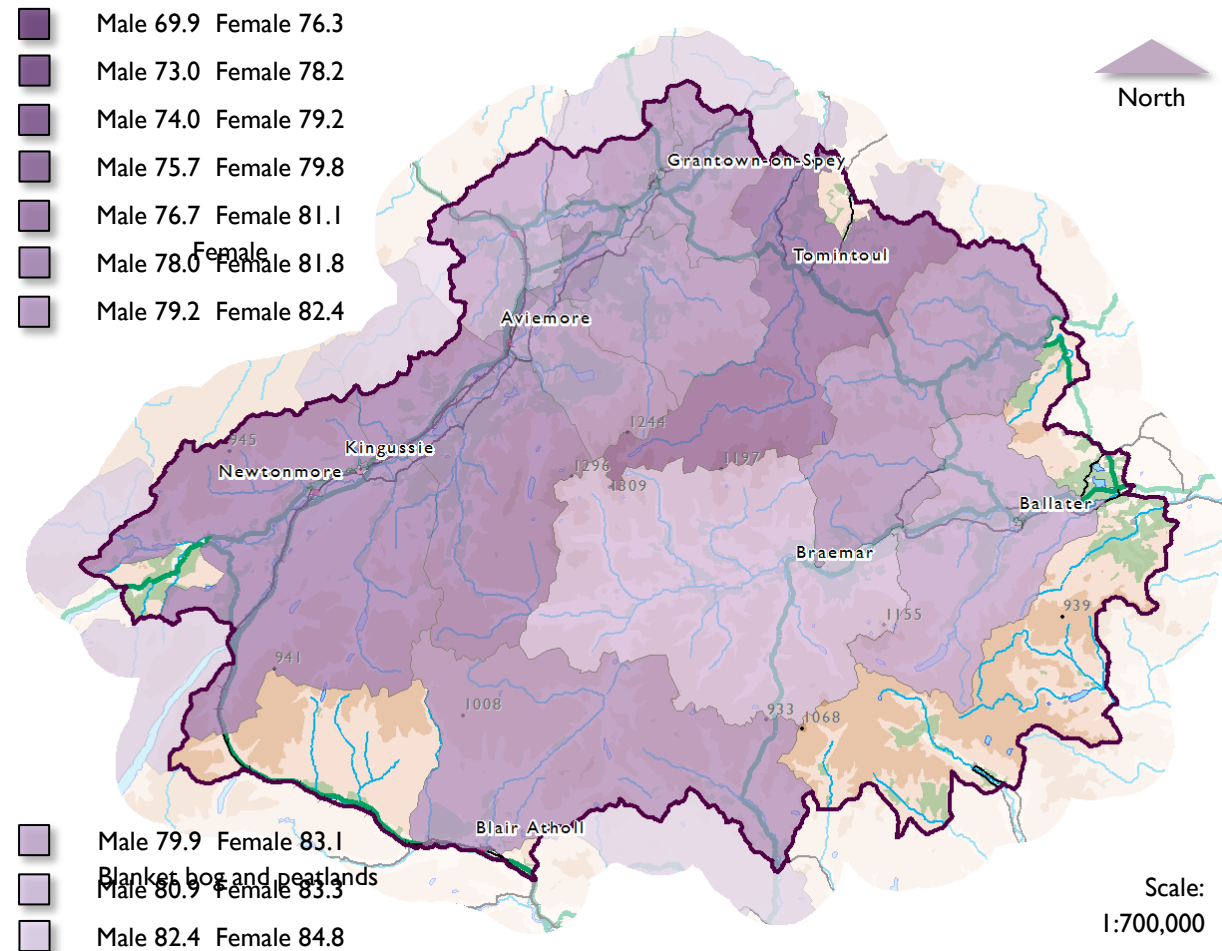 Male 69.9 Female 76.3
Male 73.0 Female 78.2
Male 74.0 Female 79.2
Male 75.7 Female 79.8
Male 76.7 Female 81.1
Female
Male 78.0 Female 81.8
Male 79.2 Female 82.4
North
Grantown-on-Spey
Tomintoul
Aviemore
1244
945
Kingussie
1296
1197
Newtonmore
1309
Ballater
Braemar
1155
939
941
1008
933
1068
Blair Atholl
Male 79.9 Female 83.1
Blanket bog and peatlands
Male 80.9 Female 83.3
Male 82.4 Female 84.8
Scale:
1:700,000